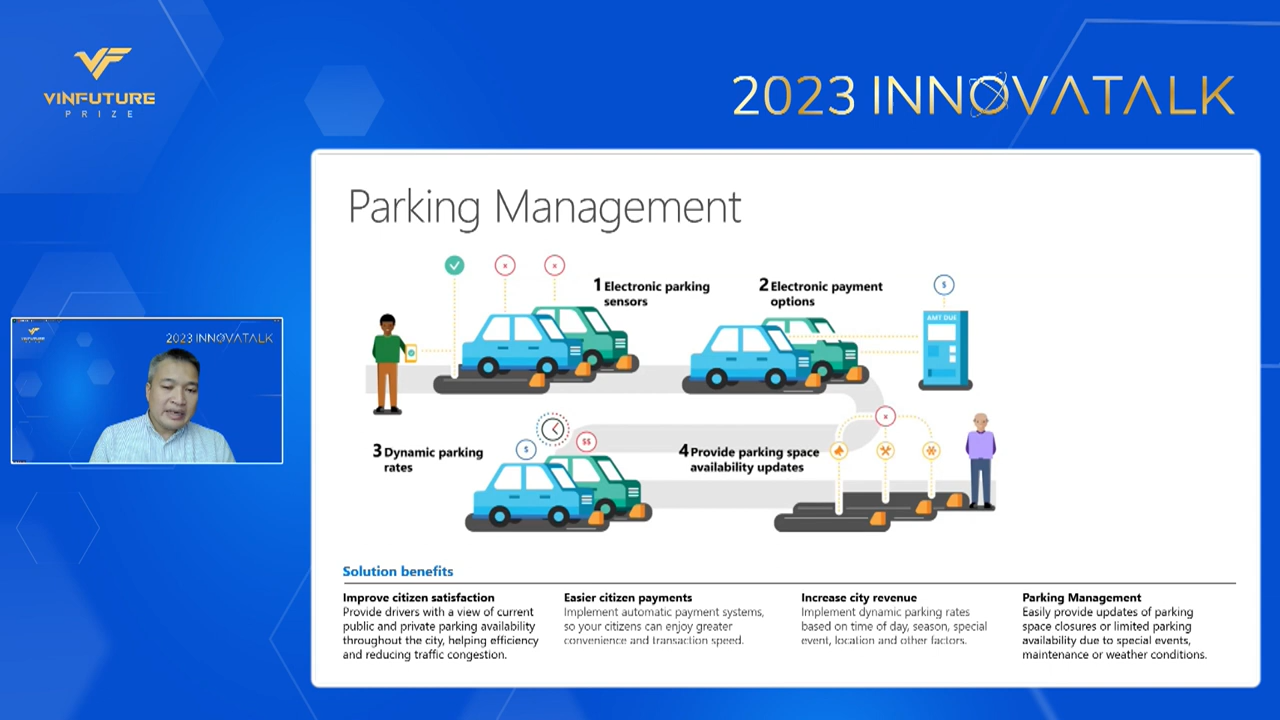 VINFUTURE
PRIZE
2023 INNOVATALK
2023 INNOVATALK
Parking Management
1 Electronic parking
sensors
2 Electronic payment
options
$
AMT DUE
3 Dynamic parking
rates
$
$$
4 Provide parking space
availability updates
Solution benefits
Improve citizen satisfaction
Provide drivers with a view of current
public and private parking availability
throughout the city, helping efficiency
and reducing traffic congestion.
Easier citizen payments
Implement automatic payment systems,
so your citizens can enjoy greater
convenience and transaction speed.
Increase city revenue
Implement dynamic parking rates
based on time of day, season, special
event, location and other factors.
Parking Management
Easily provide updates of parking
space closures or limited parking
availability due to special events,
maintenance or weather conditions.